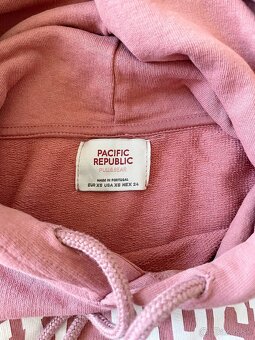 PACIFIC
REPUBLIC
PULL&BEAR
MADE IN PORTUGAL
EUR XS USA XS MEX 24